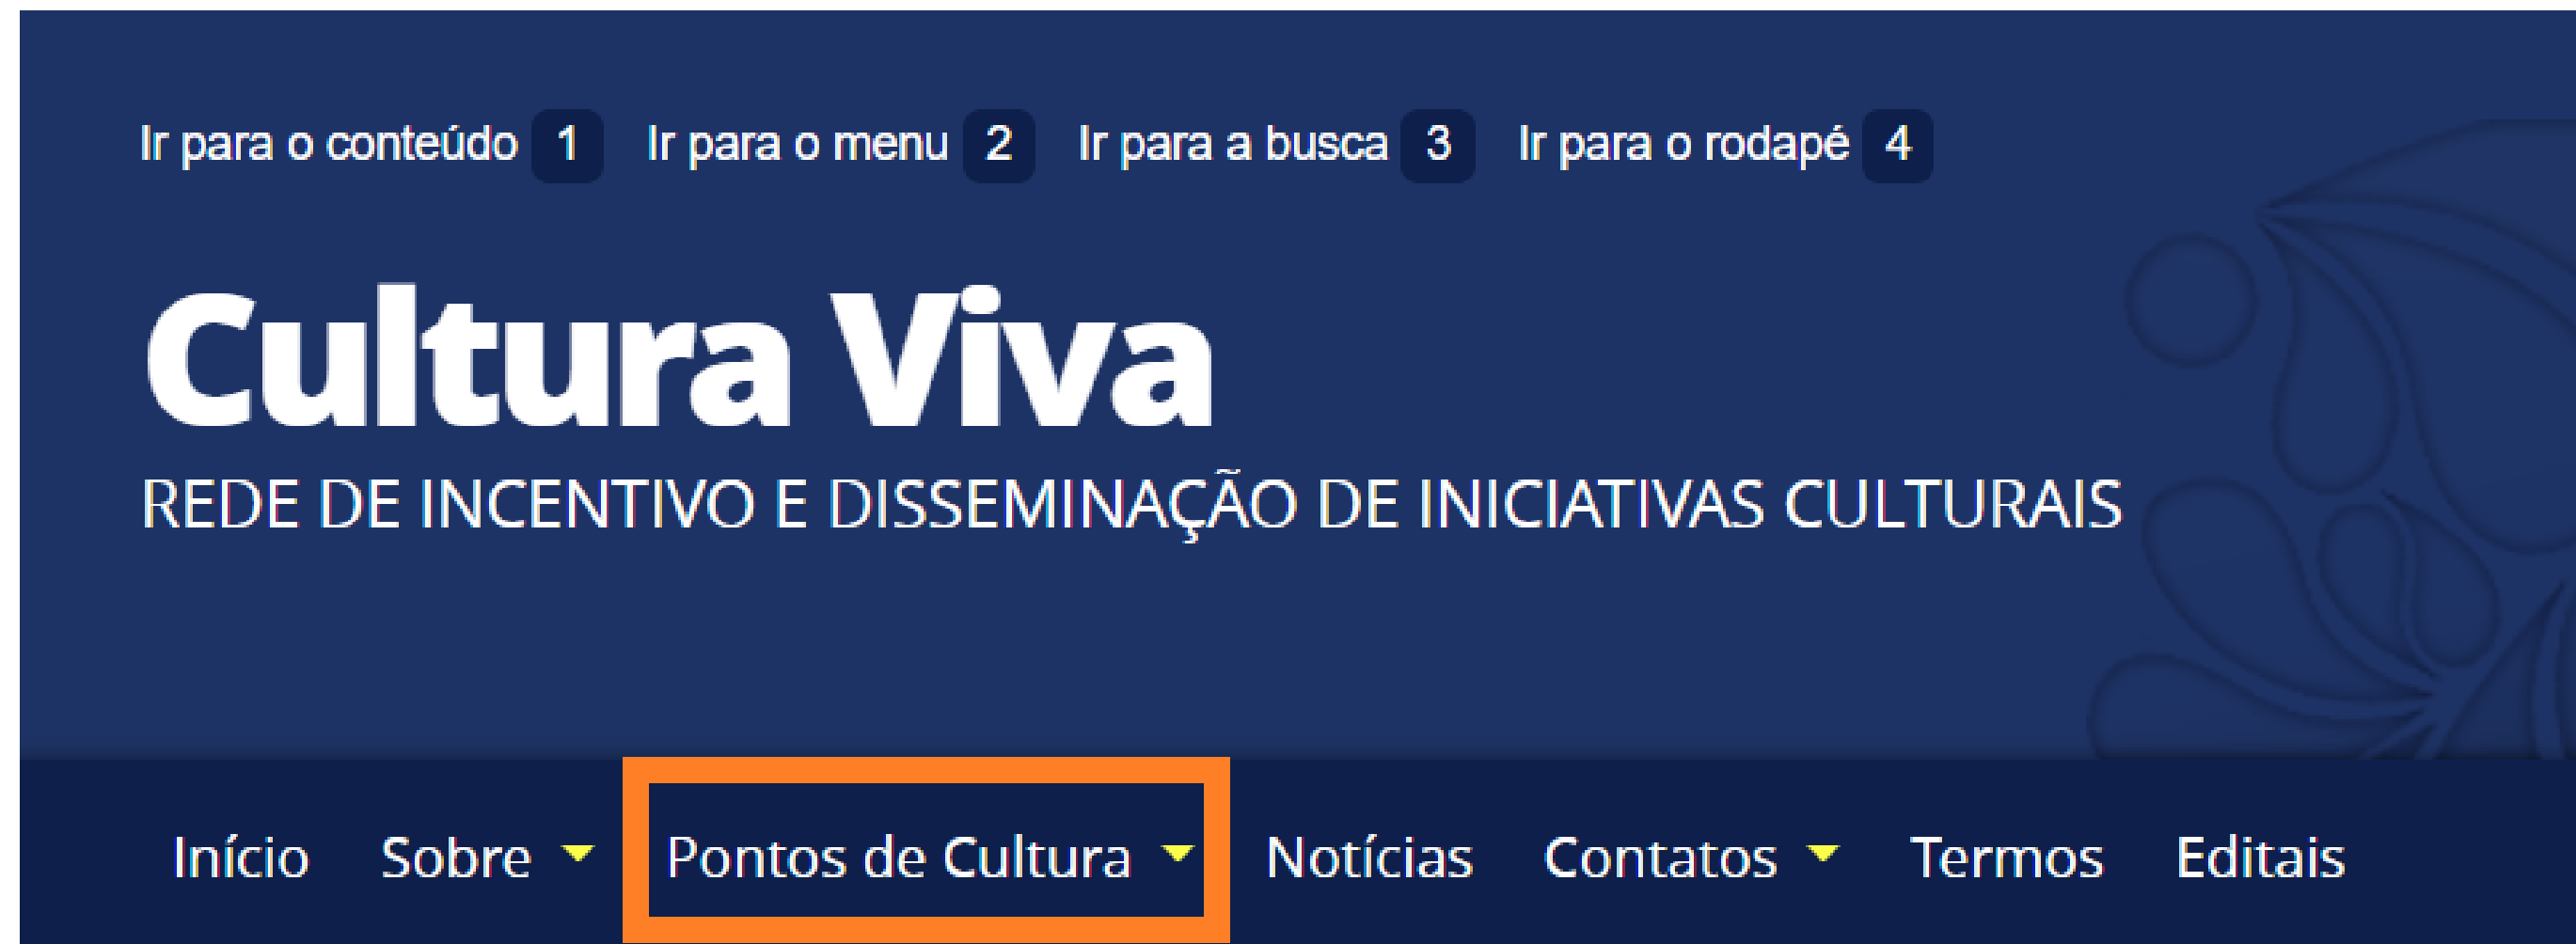 Ir para o conteúdo 1 Ir para o menu 2 Ir para a busca 3 Ir para o rodapé 4
Cultura Viva
REDE DE INCENTIVO E DISSEMINAÇÃO DE INICIATIVAS CULTURAIS
Início Sobre Pontos de Cultura Notícias Contatos Termos Editais